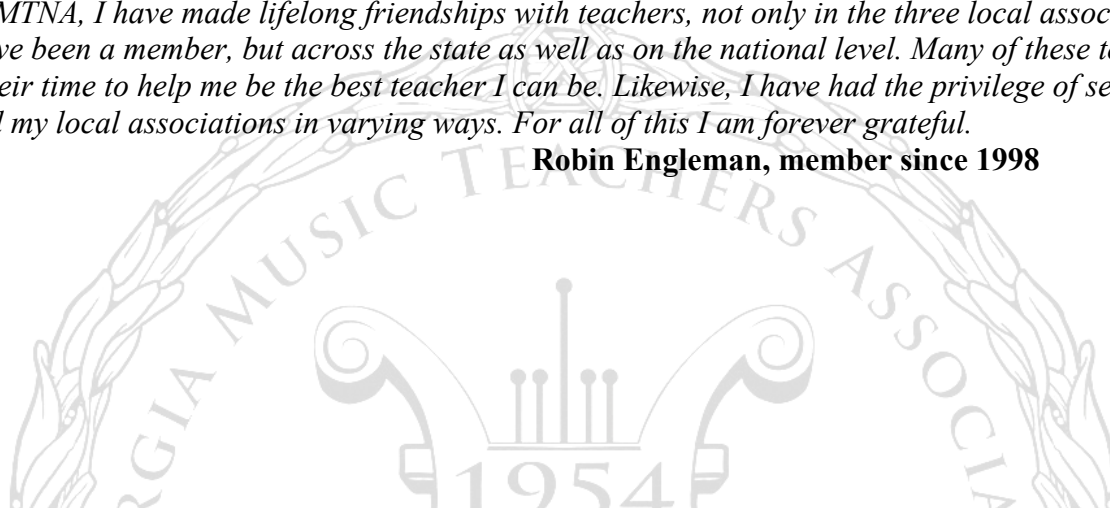 MTNA, I have made lifelong friendships with teachers, not only in the three local assoc
ve been a member, but across the state as well as on the national level. Many of these t
eir time to help me be the best teacher I can be. Likewise, I have had the privilege of se
d my local associations in varying ways. For all of this I am forever grateful.
Robin Engleman, member since 1998
RGIA MUSIC TEACHERS ASSOCIA
1954